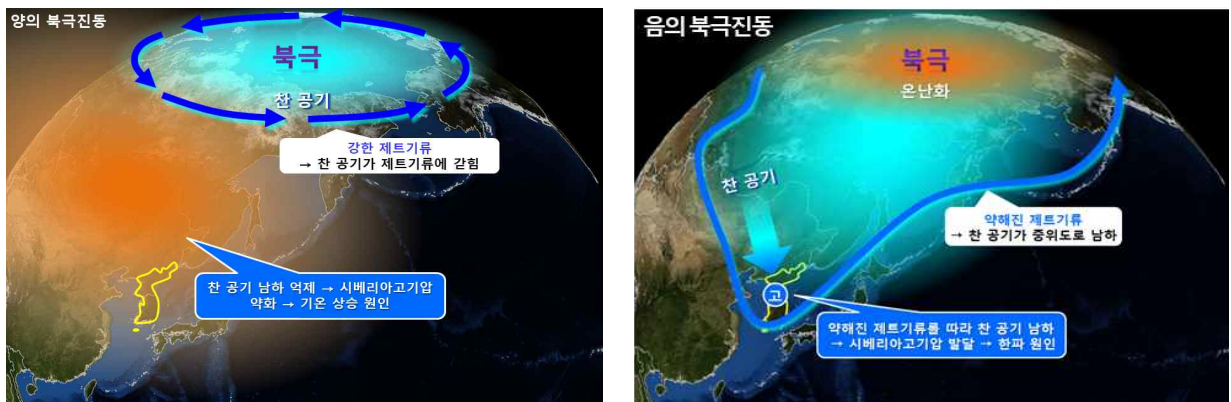 양의 북극진동
북극
찬 공기
강한 제트기류
→ 찬 공기가 제트기류에 갇힘
찬 공기 남하 억제 → 시베리아고기압
약화 → 기온 상승 원인
음의 북극진동
북극
온난화
찬 공기
약해진 제트기류
→ 찬 공기가 중위도로 남하
고
약해진 제트기류를 따라 찬 공기 남하
→ 시베리아고기압 발달 → 한파 원인